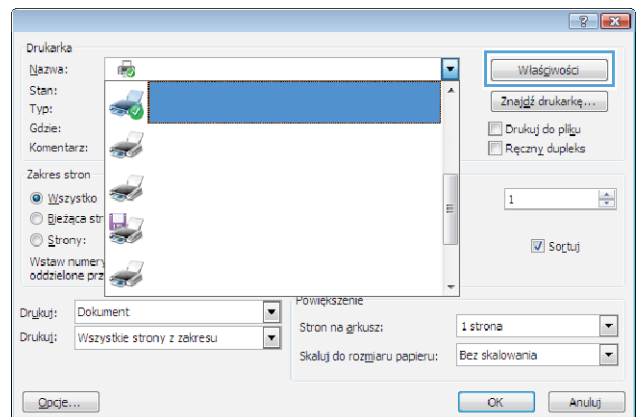 Drukarka
Nazwa:
Właściwości
Stan:
Znajdź drukarkę...
Typ:
Gdzie:
Drukuj do pliku
Komentarz:
Ręczny dupleks
Zakres stron
Wszystko
1
Bieżąca str
Strony:
Sortuj
Wstaw numery
oddzielone prz
Powiększenie
Drukuj: Dokument
Stron na arkusz: 1 strona
Drukuj: Wszystkie strony z zakresu
Skaluj do rozmiaru papieru: Bez skalowania
Opcje...
OK
Anuluj